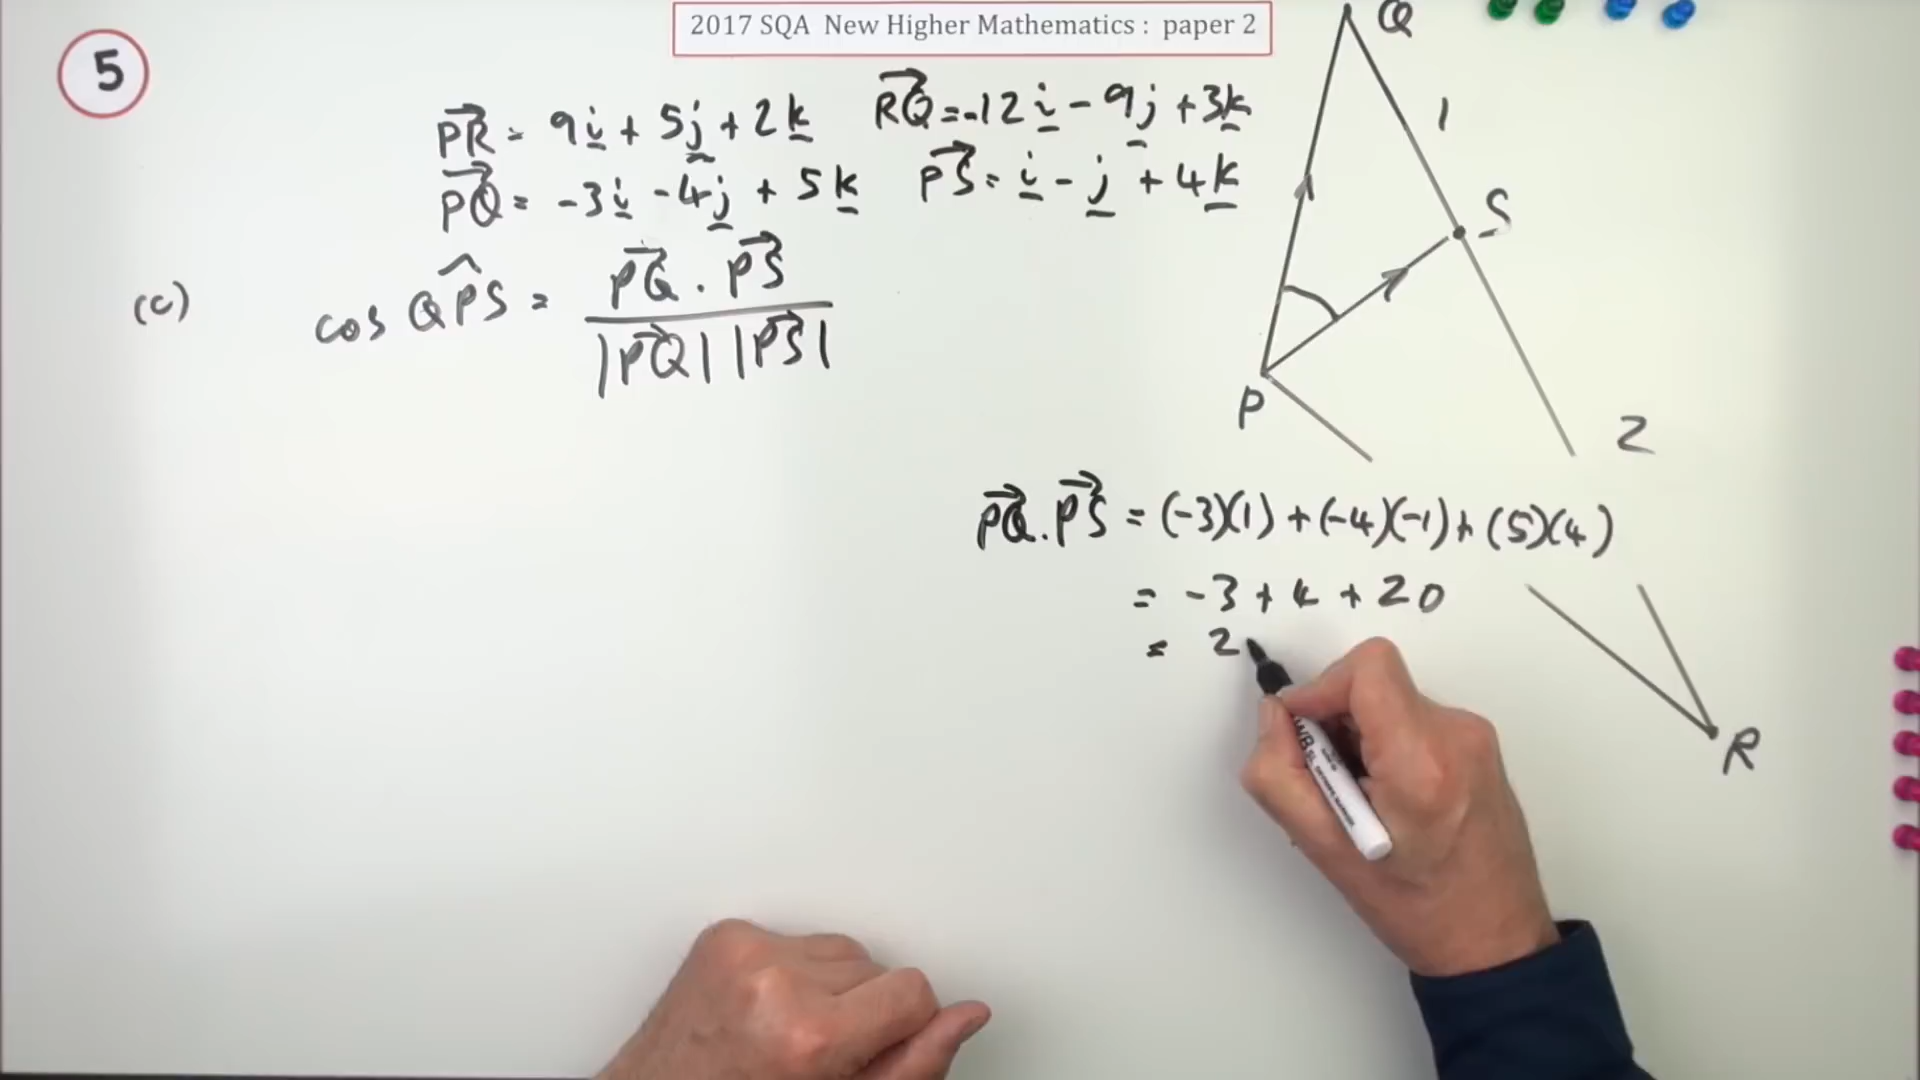 2017 SQA New Higher Mathematics : paper 2
5
PR = 9i + 5j + 2k
RQ = -12i - 9j + 3k
PQ = -3i - 4j + 5k
PS = i - j + 4k
(c) cos QPS = PQ . PS
|PQ| |PS|
Q
1
S
P
2
PQ.PS = (-3)(1) + (-4)(-1) + (5)(4)
= -3 + 4 + 20
= 2
R
WB